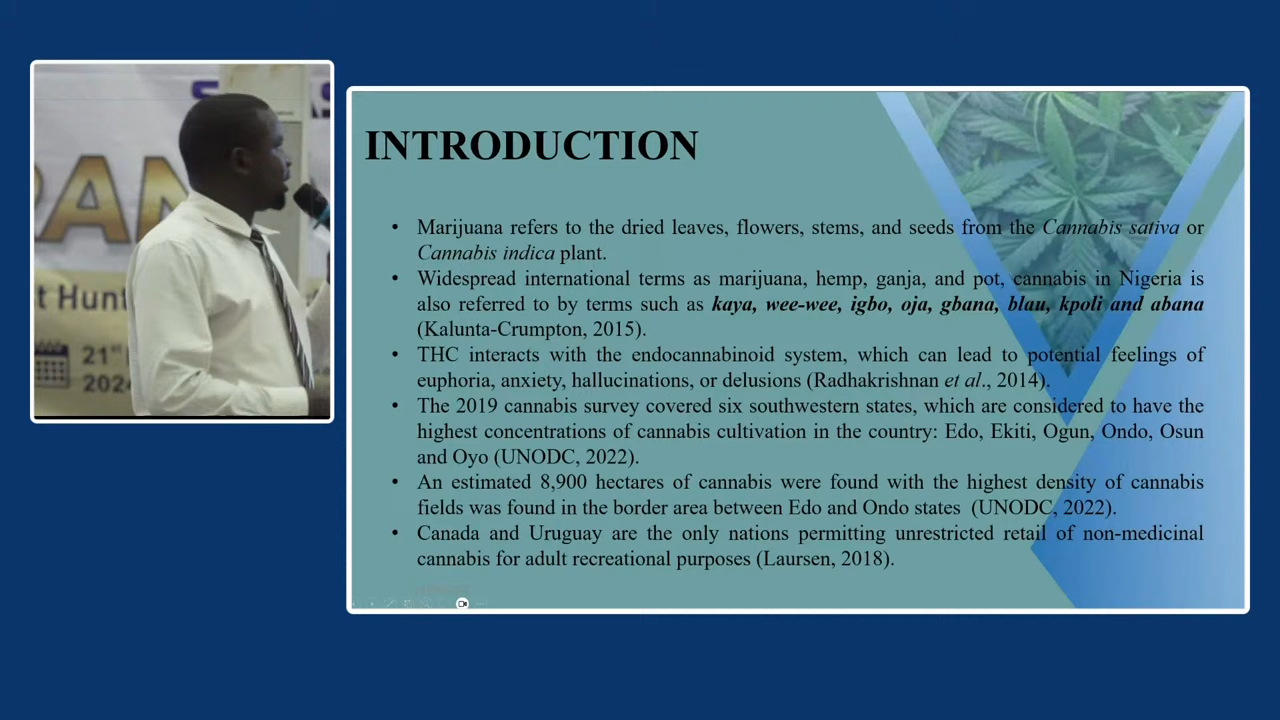 PAN
t Hunt
21st
2024
INTRODUCTION
• Marijuana refers to the dried leaves, flowers, stems, and seeds from the Cannabis sativa or
Cannabis indica plant.
• Widespread international terms as marijuana, hemp, ganja, and pot, cannabis in Nigeria is
also referred to by terms such as kaya, wee-wee, igbo, oja, gbana, blau, kpoli and abana
(Kalunta-Crumpton, 2015).
• THC interacts with the endocannabinoid system, which can lead to potential feelings of
euphoria, anxiety, hallucinations, or delusions (Radhakrishnan et al., 2014).
• The 2019 cannabis survey covered six southwestern states, which are considered to have the
highest concentrations of cannabis cultivation in the country: Edo, Ekiti, Ogun, Ondo, Osun
and Oyo (UNODC, 2022).
• An estimated 8,900 hectares of cannabis were found with the highest density of cannabis
fields was found in the border area between Edo and Ondo states (UNODC, 2022).
• Canada and Uruguay are the only nations permitting unrestricted retail of non-medicinal
cannabis for adult recreational purposes (Laursen, 2018).